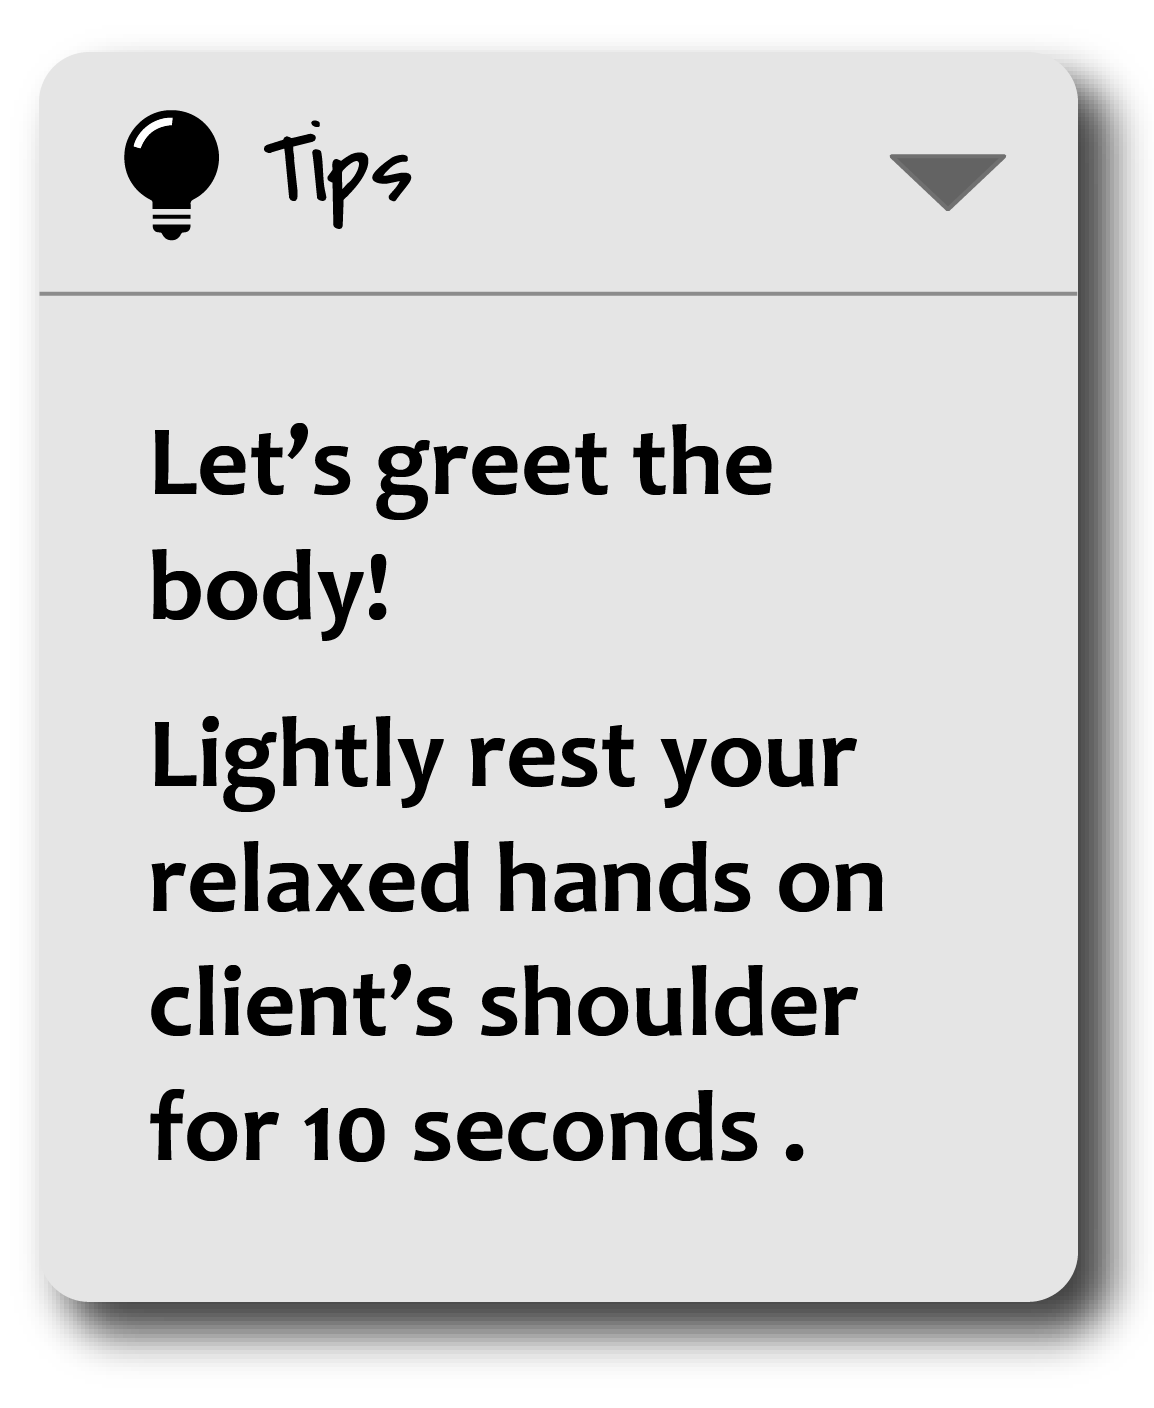 Tips
Let’s greet the
body!
Lightly rest your
relaxed hands on
client’s shoulder
for 10 seconds .